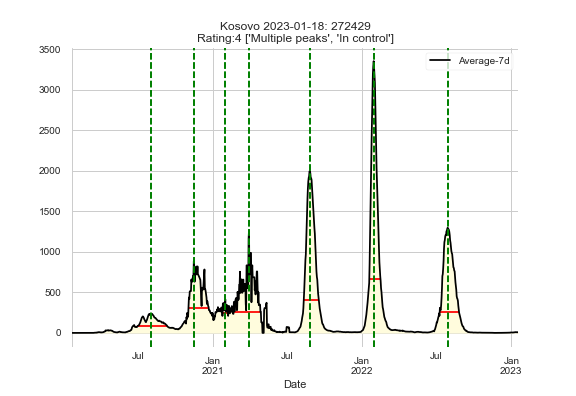 Kosovo 2023-01-18: 272429
Rating:4 ['Multiple peaks', 'In control']
Average-7d
3500
3000
2500
2000
1500
1000
500
0
Jul
Jan
2021
Jul
Jan
2022
Jul
Jan
2023
Date